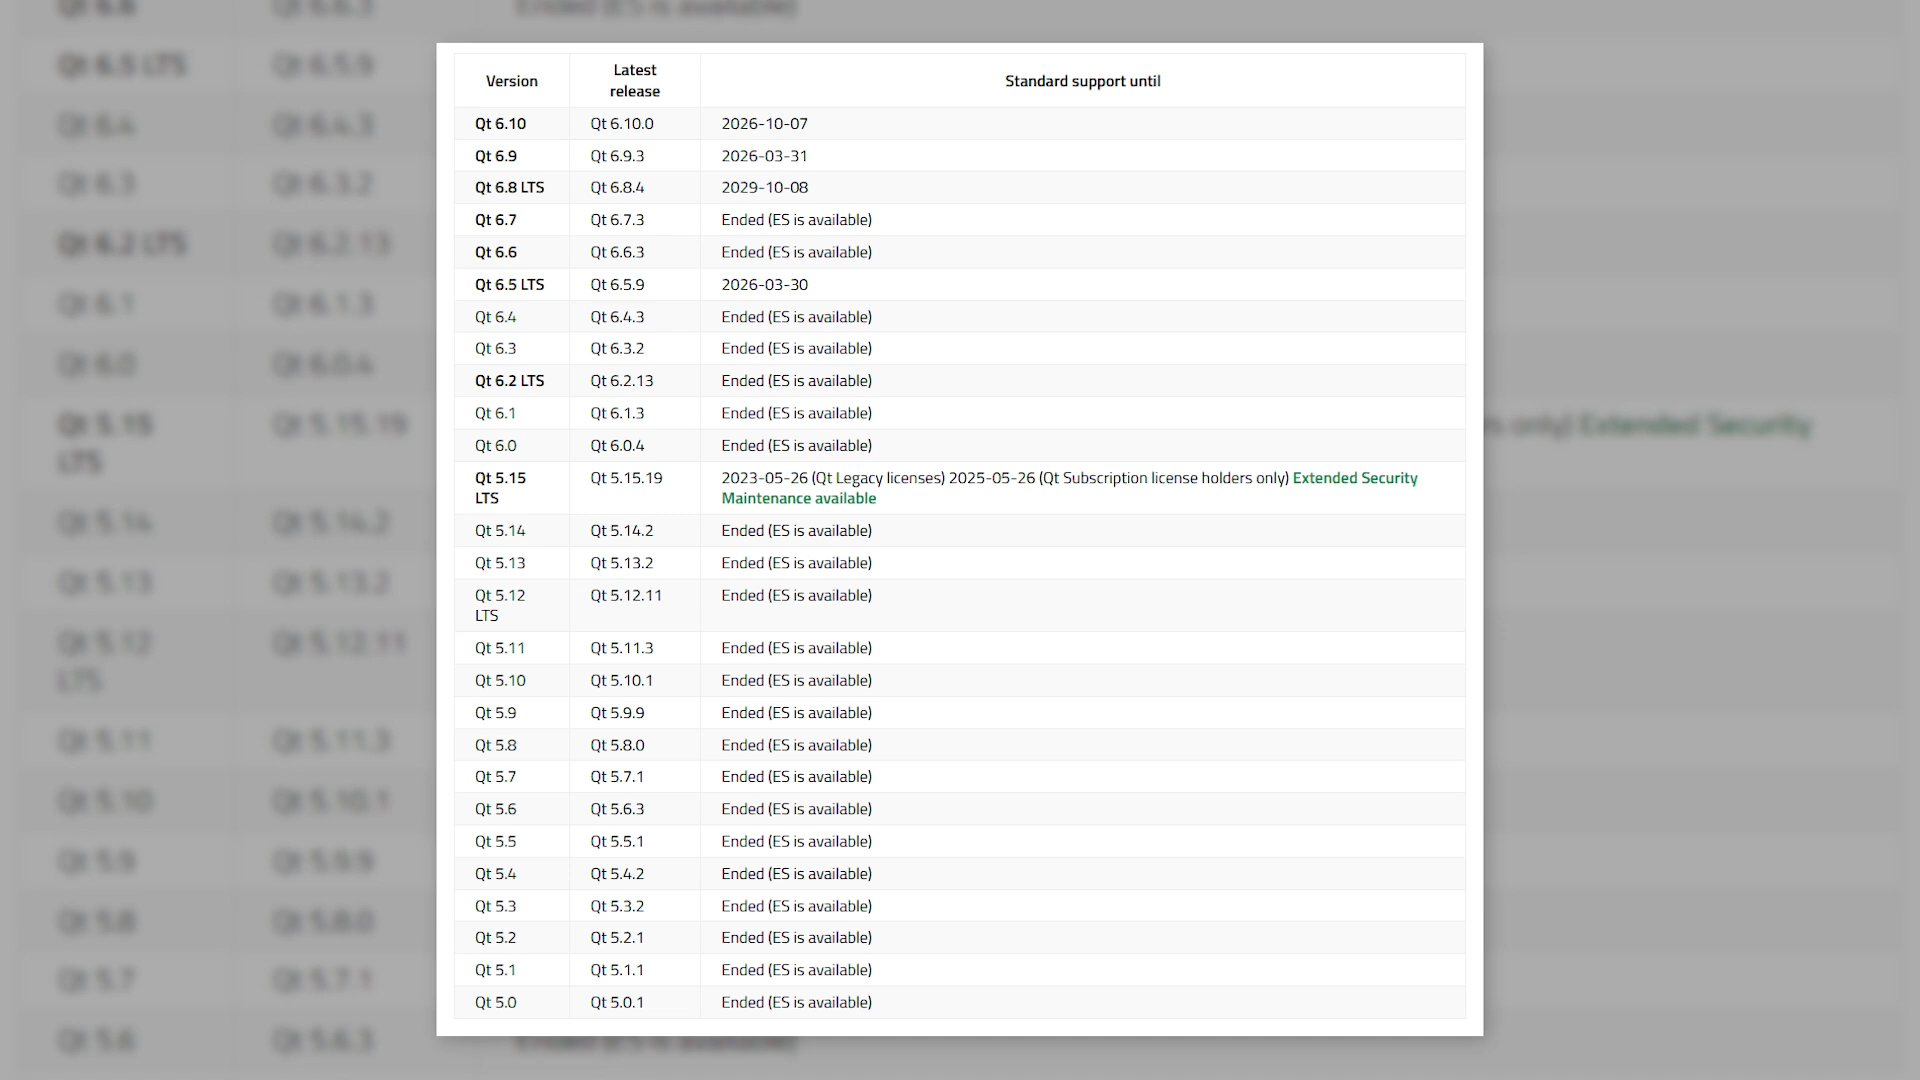 Version Latest release Standard support until
Qt 6.10 Qt 6.10.0 2026-10-07
Qt 6.9 Qt 6.9.3 2026-03-31
Qt 6.8 LTS Qt 6.8.4 2029-10-08
Qt 6.7 Qt 6.7.3 Ended (ES is available)
Qt 6.6 Qt 6.6.3 Ended (ES is available)
Qt 6.5 LTS Qt 6.5.9 2026-03-30
Qt 6.4 Qt 6.4.3 Ended (ES is available)
Qt 6.3 Qt 6.3.2 Ended (ES is available)
Qt 6.2 LTS Qt 6.2.13 Ended (ES is available)
Qt 6.1 Qt 6.1.3 Ended (ES is available)
Qt 6.0 Qt 6.0.4 Ended (ES is available)
Qt 5.15 LTS Qt 5.15.19 2023-05-26 (Qt Legacy licenses) 2025-05-26 (Qt Subscription license holders only) Extended Security
Maintenance available
Qt 5.14 Qt 5.14.2 Ended (ES is available)
Qt 5.13 Qt 5.13.2 Ended (ES is available)
Qt 5.12 LTS Qt 5.12.11 Ended (ES is available)
Qt 5.11 Qt 5.11.3 Ended (ES is available)
Qt 5.10 Qt 5.10.1 Ended (ES is available)
Qt 5.9 Qt 5.9.9 Ended (ES is available)
Qt 5.8 Qt 5.8.0 Ended (ES is available)
Qt 5.7 Qt 5.7.1 Ended (ES is available)
Qt 5.6 Qt 5.6.3 Ended (ES is available)
Qt 5.5 Qt 5.5.1 Ended (ES is available)
Qt 5.4 Qt 5.4.2 Ended (ES is available)
Qt 5.3 Qt 5.3.2 Ended (ES is available)
Qt 5.2 Qt 5.2.1 Ended (ES is available)
Qt 5.1 Qt 5.1.1 Ended (ES is available)
Qt 5.0 Qt 5.0.1 Ended (ES is available)